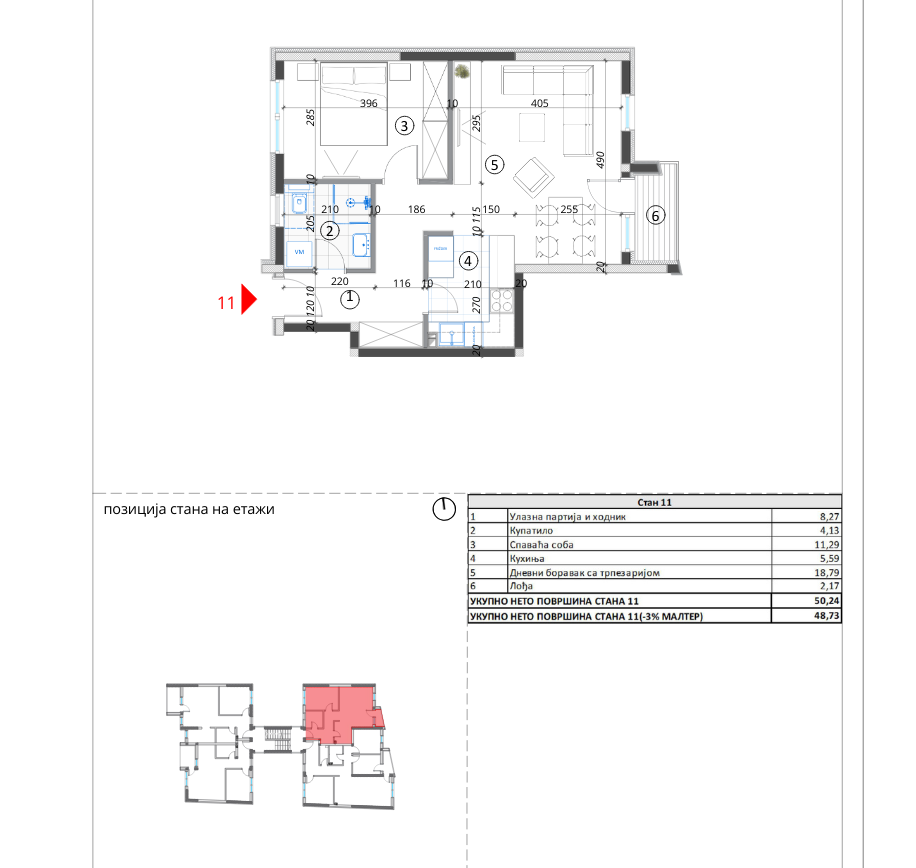 396
10
405
285
3
295
5
490
10
210
10
186
10 115
150
255
6
205
2
VM
4
FRIŽIDER
220
116
10
210
20
20
11
1
120 10
270
20
20
позиција стана на етажи
Стан 11
1 Улазна партија и ходник 8,27
2 Купатило 4,13
3 Спаваћа соба 11,29
4 Кухиња 5,59
5 Дневни боравак са трпезаријом 18,79
6 Лођа 2,17
УКУПНО НЕТО ПОВРШИНА СТАНА 11 50,24
УКУПНО НЕТО ПОВРШИНА СТАНА 11(-3% МАЛТЕР) 48,73